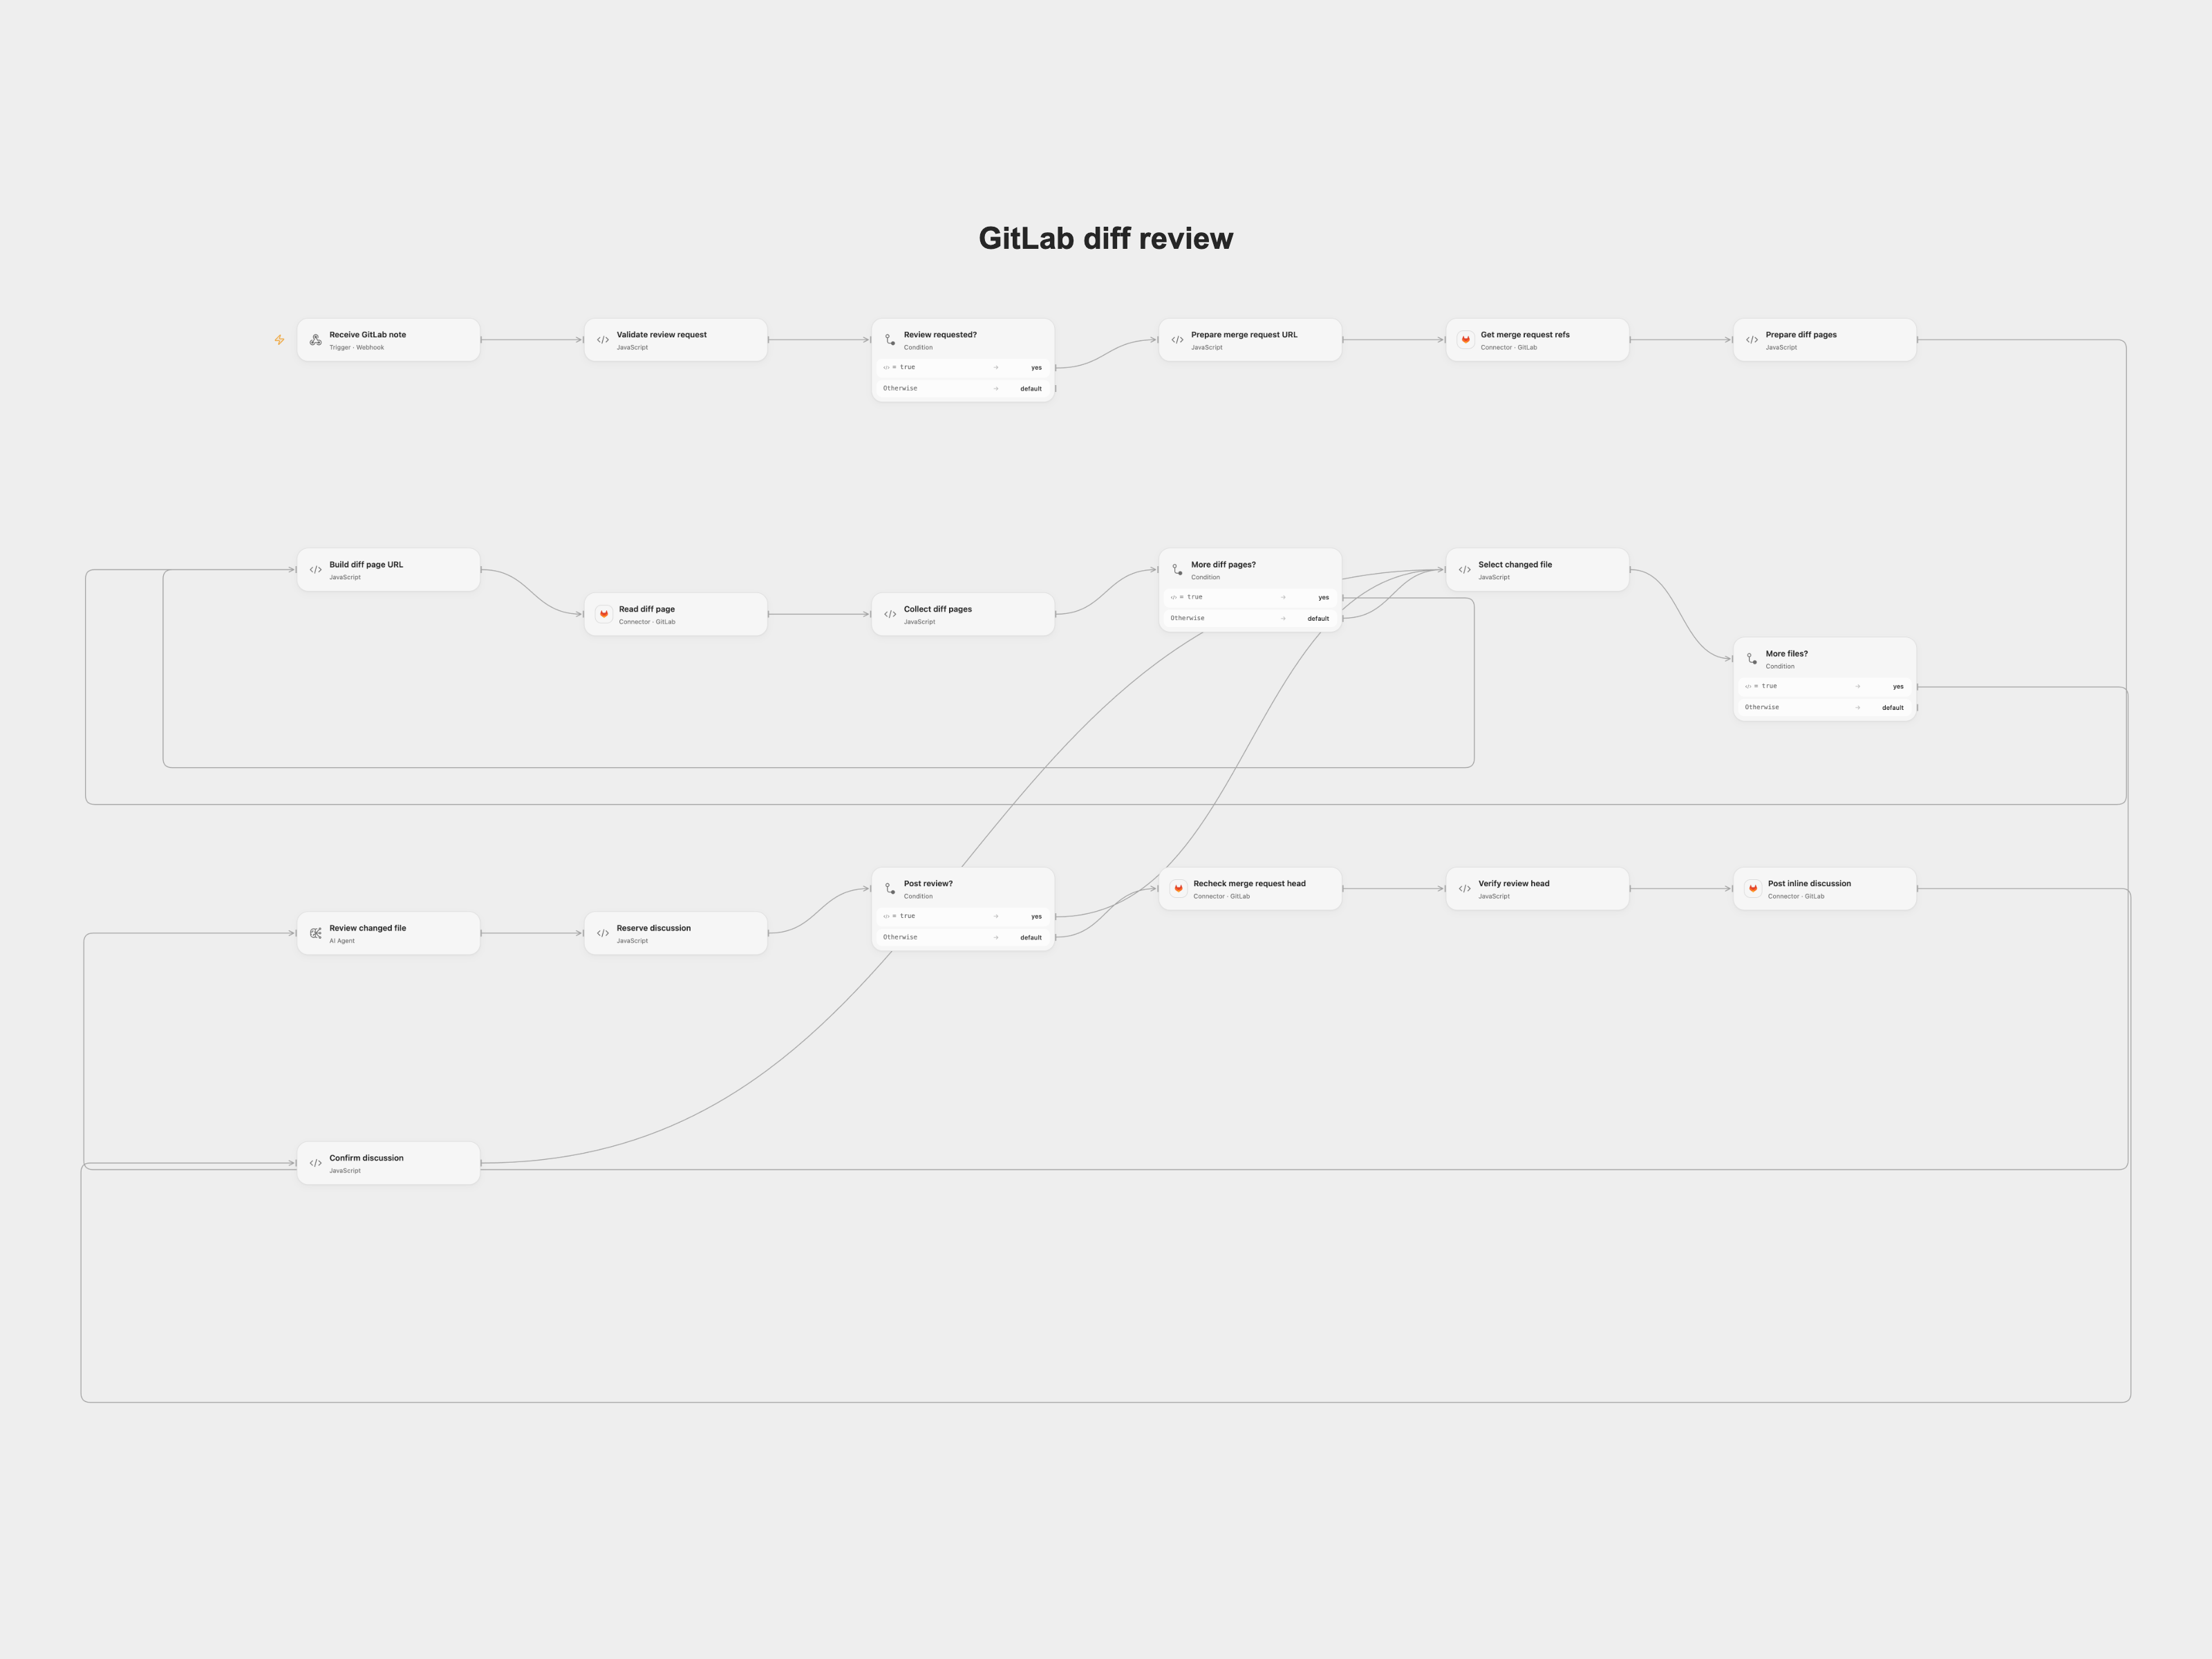 GitLab diff review
Receive GitLab note
Trigger · Webhook
Validate review request
JavaScript
Review requested?
Condition
</> = true → yes
Otherwise → default
Prepare merge request URL
JavaScript
Get merge request refs
Connector · GitLab
Prepare diff pages
JavaScript
Build diff page URL
JavaScript
Read diff page
Connector · GitLab
Collect diff pages
JavaScript
More diff pages?
Condition
</> = true → yes
Otherwise → default
Select changed file
JavaScript
More files?
Condition
</> = true → yes
Otherwise → default
Review changed file
AI Agent
Reserve discussion
JavaScript
Post review?
Condition
</> = true → yes
Otherwise → default
Recheck merge request head
Connector · GitLab
Verify review head
JavaScript
Post inline discussion
Connector · GitLab
Confirm discussion
JavaScript